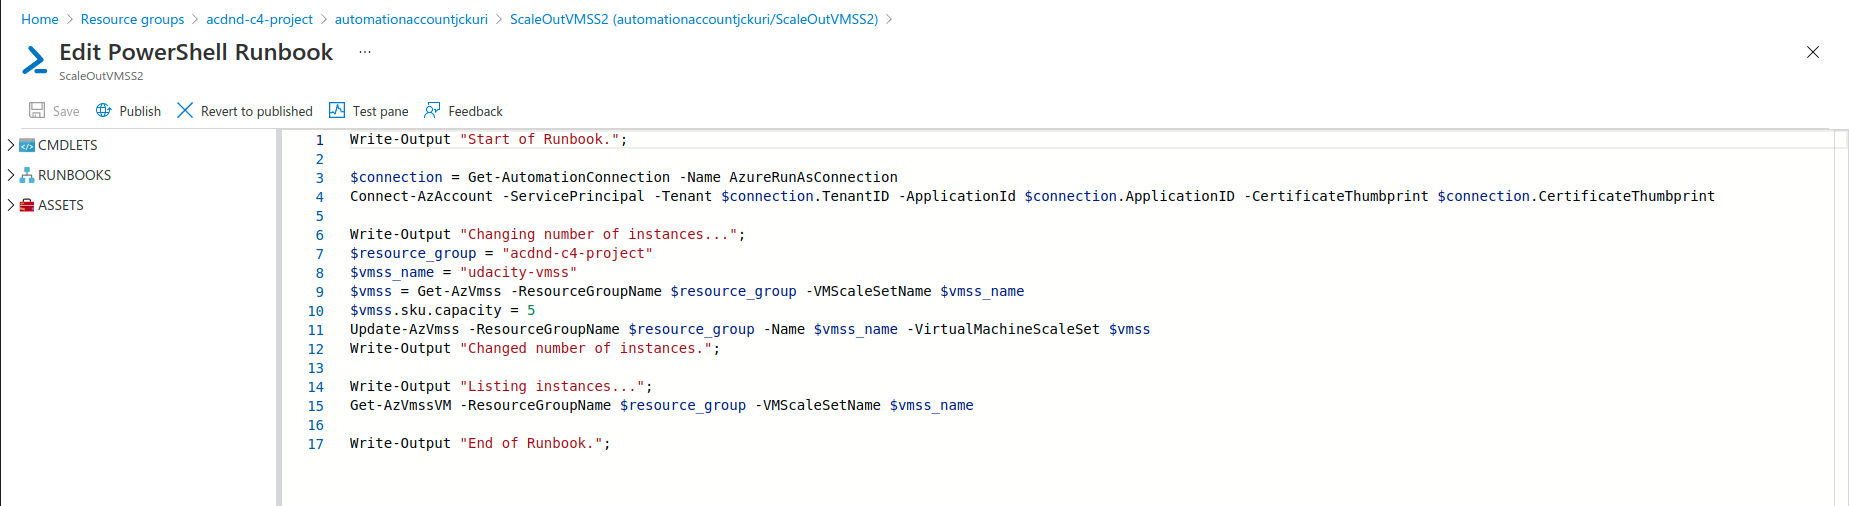 Home > Resource groups > acdnd-c4-project > automationaccountjckuri > ScaleOutVMSS2 (automationaccountjckuri/ScaleOutVMSS2) >
Edit PowerShell Runbook ...
ScaleOutVMSS2
Save Publish Revert to published Test pane Feedback
CMDLETS
RUNBOOKS
ASSETS
1 Write-Output "Start of Runbook.";
2
3 $connection = Get-AutomationConnection -Name AzureRunAsConnection
4 Connect-AzAccount -ServicePrincipal -Tenant $connection.TenantID -ApplicationId $connection.ApplicationID -CertificateThumbprint $connection.CertificateThumbprint
5
6 Write-Output "Changing number of instances...";
7 $resource_group = "acdnd-c4-project"
8 $vmss_name = "udacity-vmss"
9 $vmss = Get-AzVmss -ResourceGroupName $resource_group -VMScaleSetName $vmss_name
10 $vmss.sku.capacity = 5
11 Update-AzVmss -ResourceGroupName $resource_group -Name $vmss_name -VirtualMachineScaleSet $vmss
12 Write-Output "Changed number of instances.";
13
14 Write-Output "Listing instances...";
15 Get-AzVmssVM -ResourceGroupName $resource_group -VMScaleSetName $vmss_name
16
17 Write-Output "End of Runbook.";